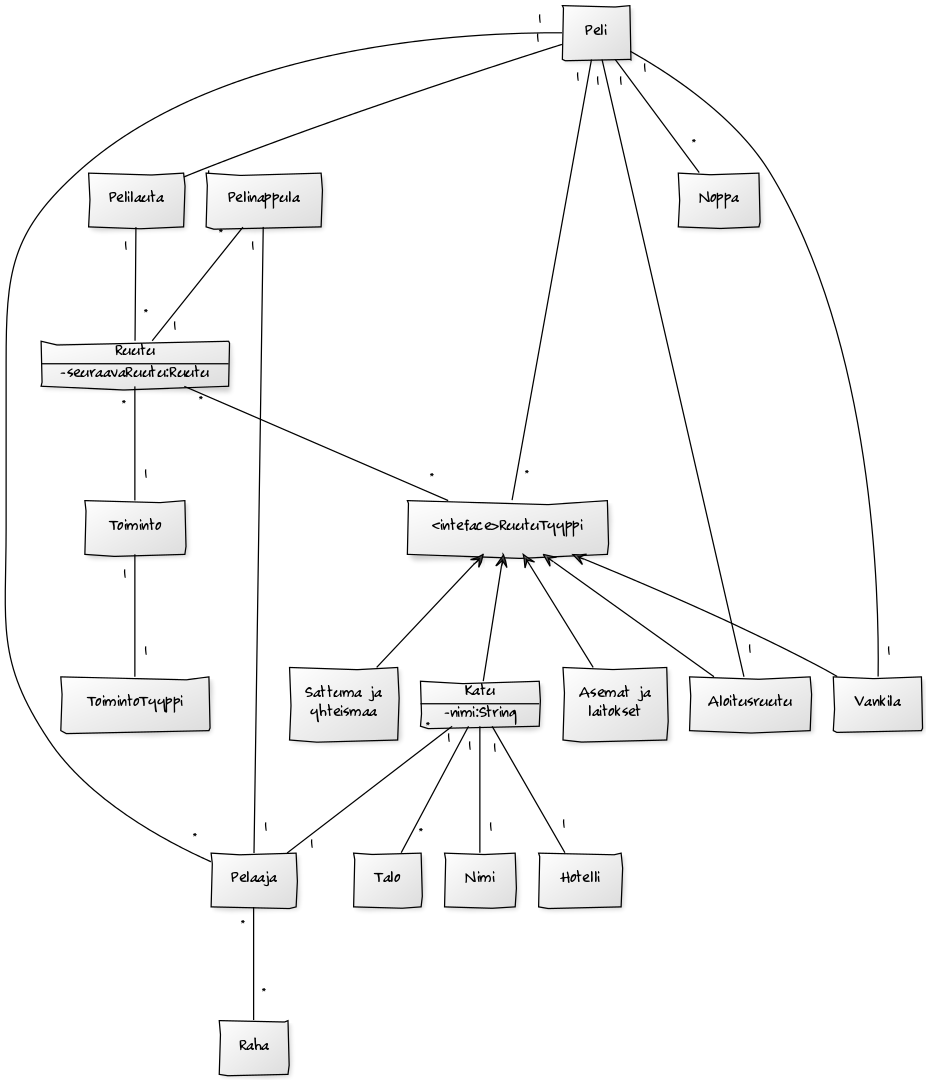 Peli
1
1
1
1
1
1
*
Pelilauta
Pelinappula
Noppa
*
1
1
*
1
Ruutu
-seuraavaRuutu:Ruutu
*
*
1
*
*
Toiminto
<inteface>RuutuTyyppi
1
1
1
1
ToimintoTyyppi
Sattuma ja
yhteismaa
Katu
-nimi:String
Asemat ja
laitokset
Aloitusruutu
Vankila
*
1
1
1
*
1
1
*
1
1
Pelaaja
Talo
Nimi
Hotelli
*
*
Raha